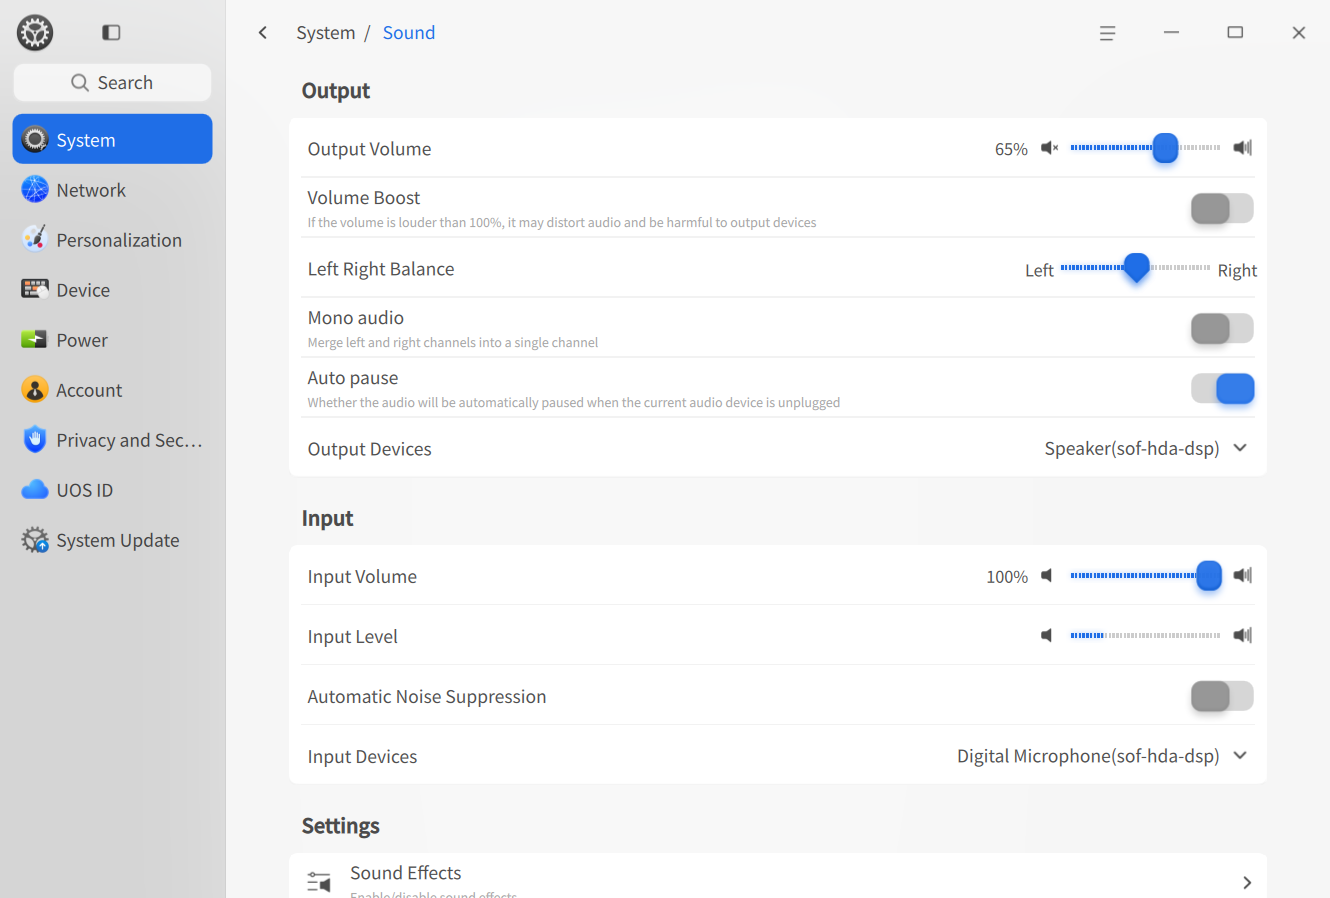 System / Sound
Search
System
Network
Personalization
Device
Power
Account
Privacy and Sec...
UOS ID
System Update
Output
Output Volume 65%
Volume Boost
If the volume is louder than 100%, it may distort audio and be harmful to output devices
Left Right Balance Left Right
Mono audio
Merge left and right channels into a single channel
Auto pause
Whether the audio will be automatically paused when the current audio device is unplugged
Output Devices Speaker(sof-hda-dsp)
Input
Input Volume 100%
Input Level
Automatic Noise Suppression
Input Devices Digital Microphone(sof-hda-dsp)
Settings
Sound Effects
Enable/disable sound effects